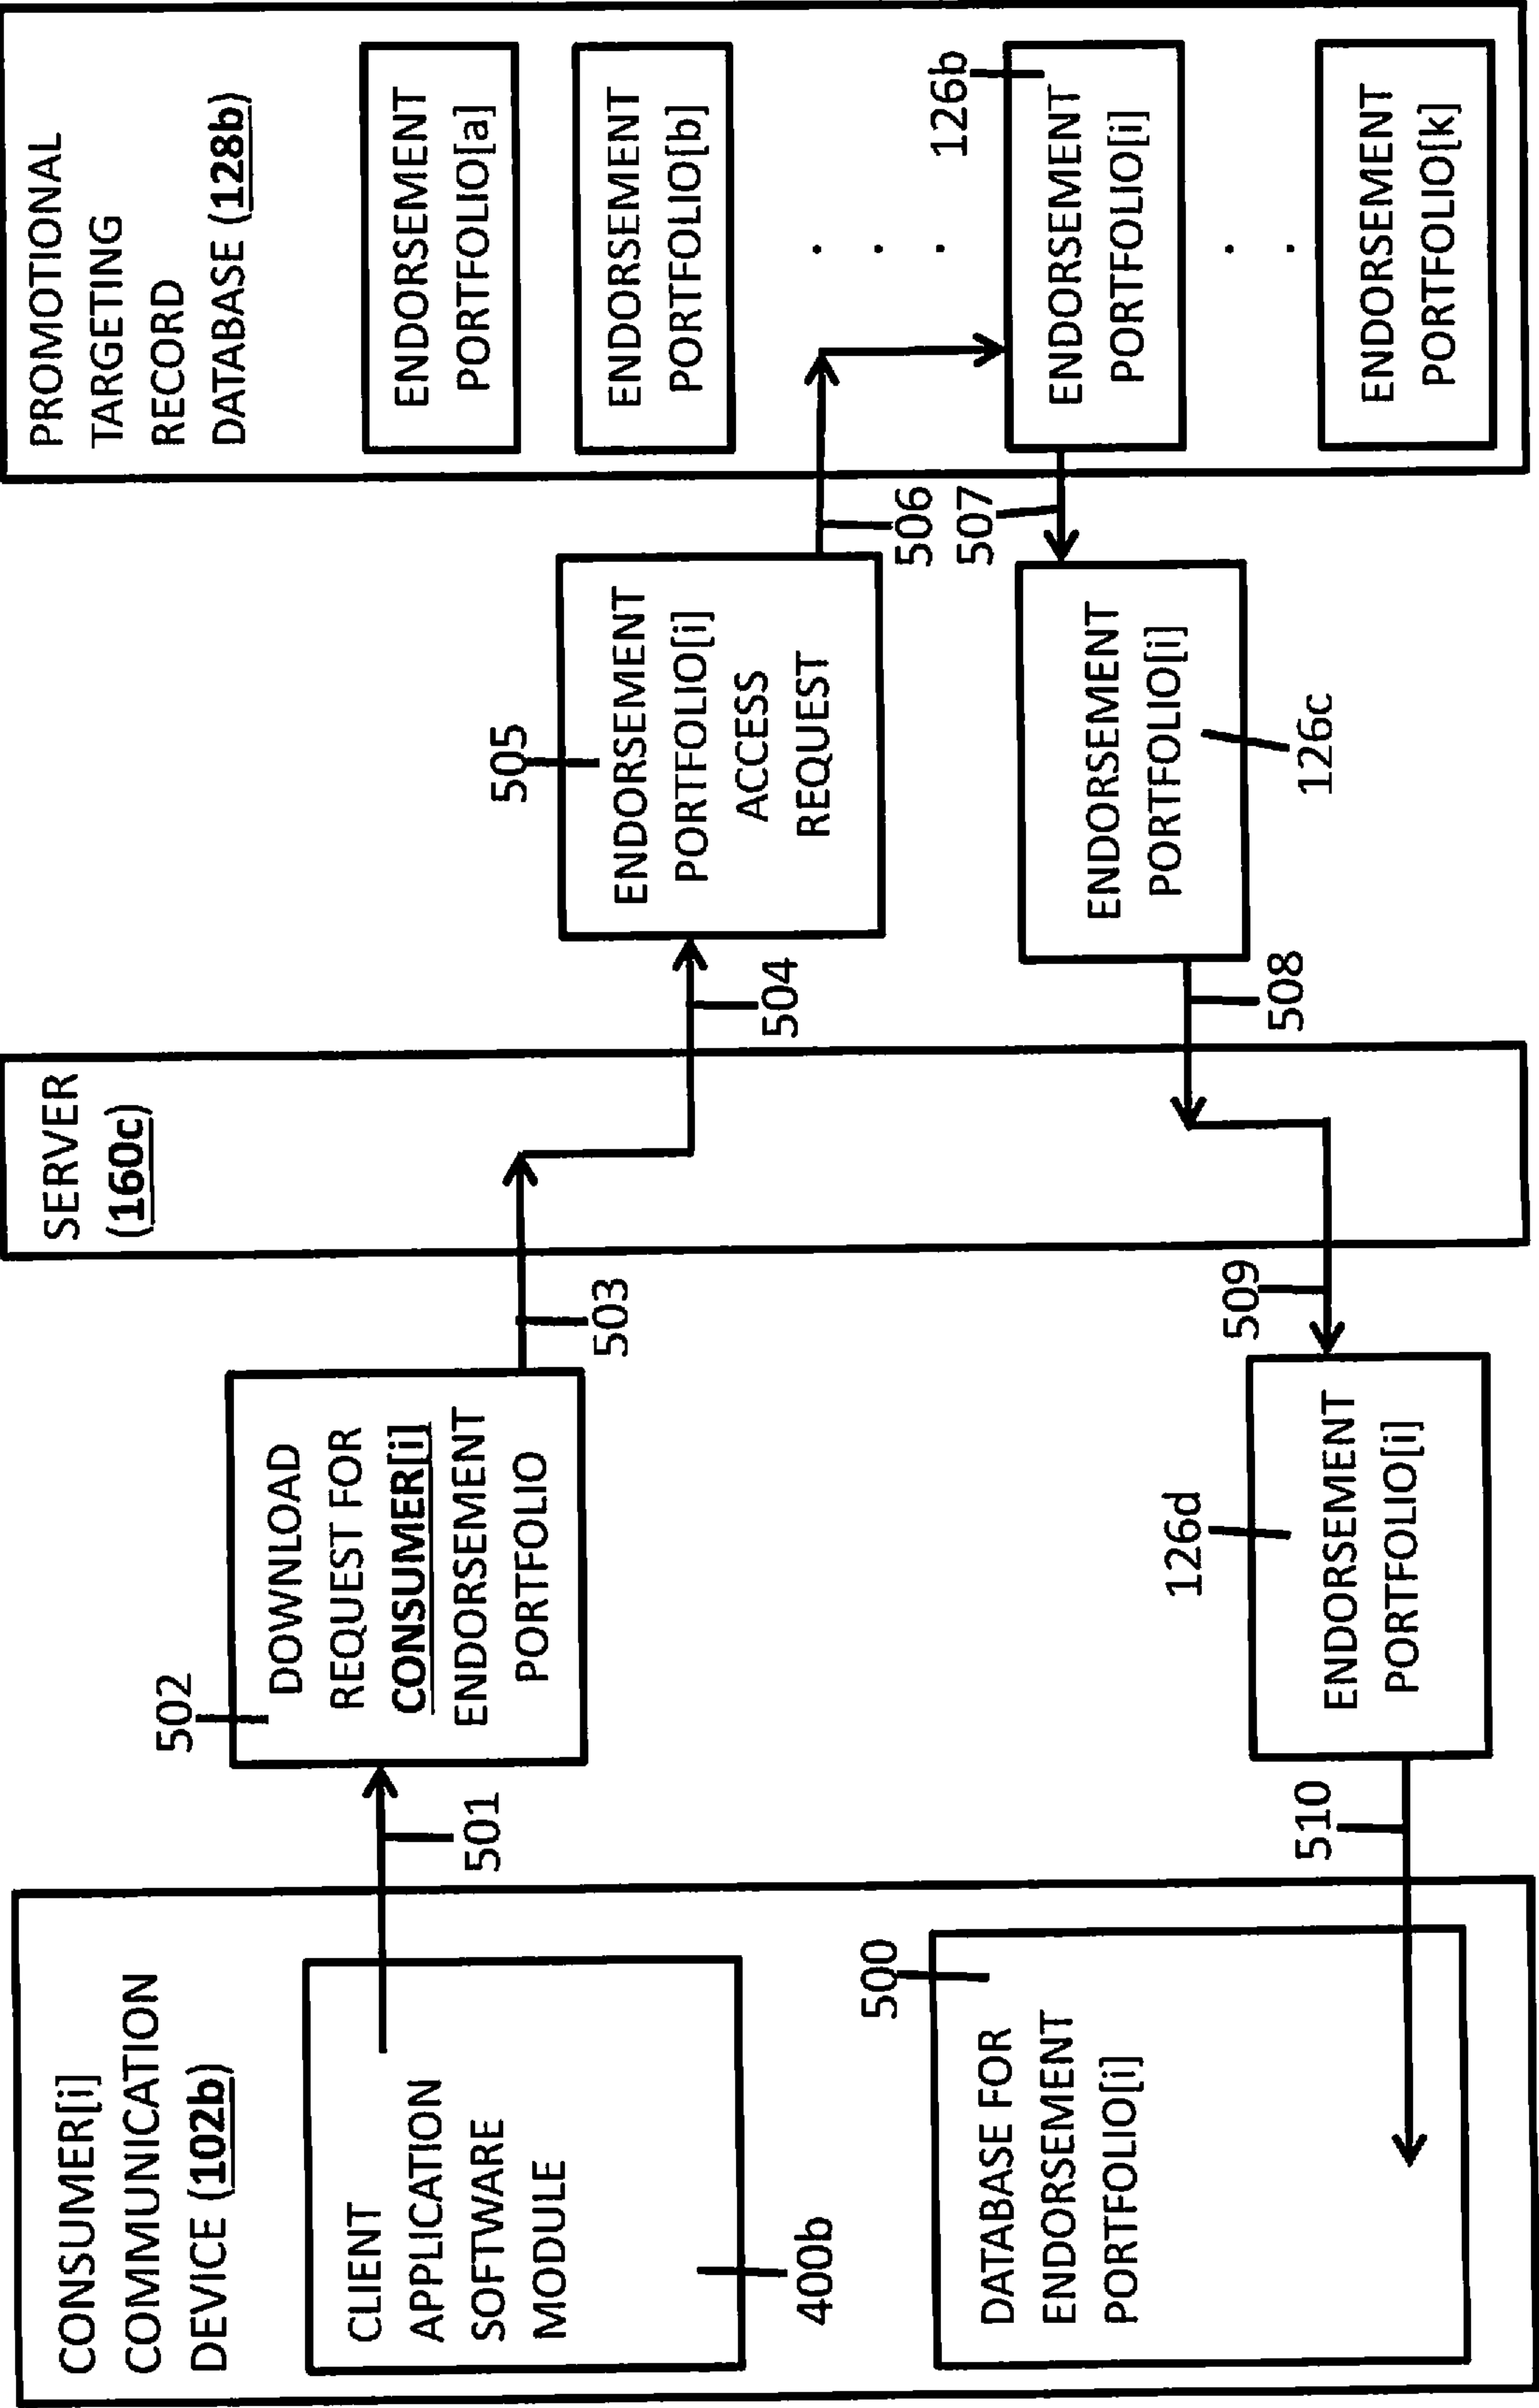 CONSUMER[i]
COMMUNICATION
DEVICE (102b)
CLIENT
APPLICATION
SOFTWARE
MODULE
400b
500
DATABASE FOR
ENDORSEMENT
PORTFOLIO[i]
501
502
DOWNLOAD
REQUEST FOR
CONSUMER[i]
ENDORSEMENT
PORTFOLIO
503
SERVER
(160c)
504
505
ENDORSEMENT
PORTFOLIO[i]
ACCESS
REQUEST
506
PROMOTIONAL
TARGETING
RECORD
DATABASE (128b)
ENDORSEMENT
PORTFOLIO[a]
ENDORSEMENT
PORTFOLIO[b]
. . .
126b
ENDORSEMENT
PORTFOLIO[i]
. .
ENDORSEMENT
PORTFOLIO[k]
507
ENDORSEMENT
PORTFOLIO[i]
126c
508
509
126d
ENDORSEMENT
PORTFOLIO[i]
510